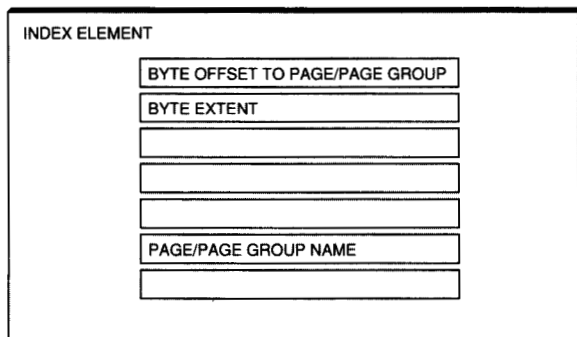 INDEX ELEMENT
BYTE OFFSET TO PAGE/PAGE GROUP
BYTE EXTENT
PAGE/PAGE GROUP NAME